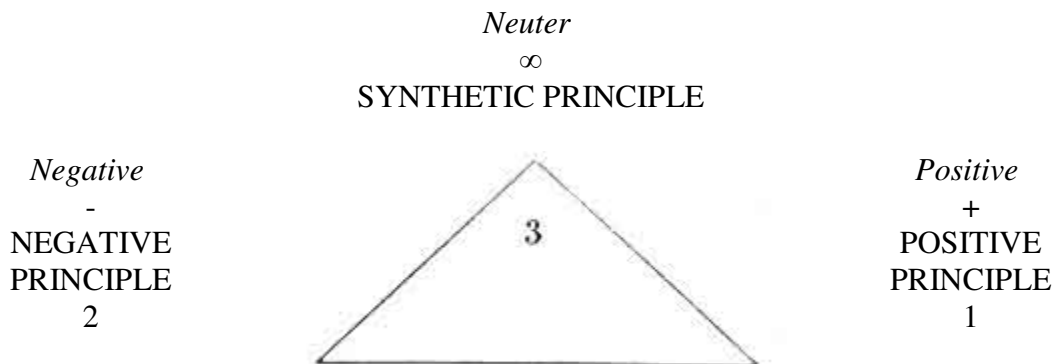 Neuter
∞
SYNTHETIC PRINCIPLE
Negative
-
NEGATIVE
PRINCIPLE
2
3
Positive
+
POSITIVE
PRINCIPLE
1